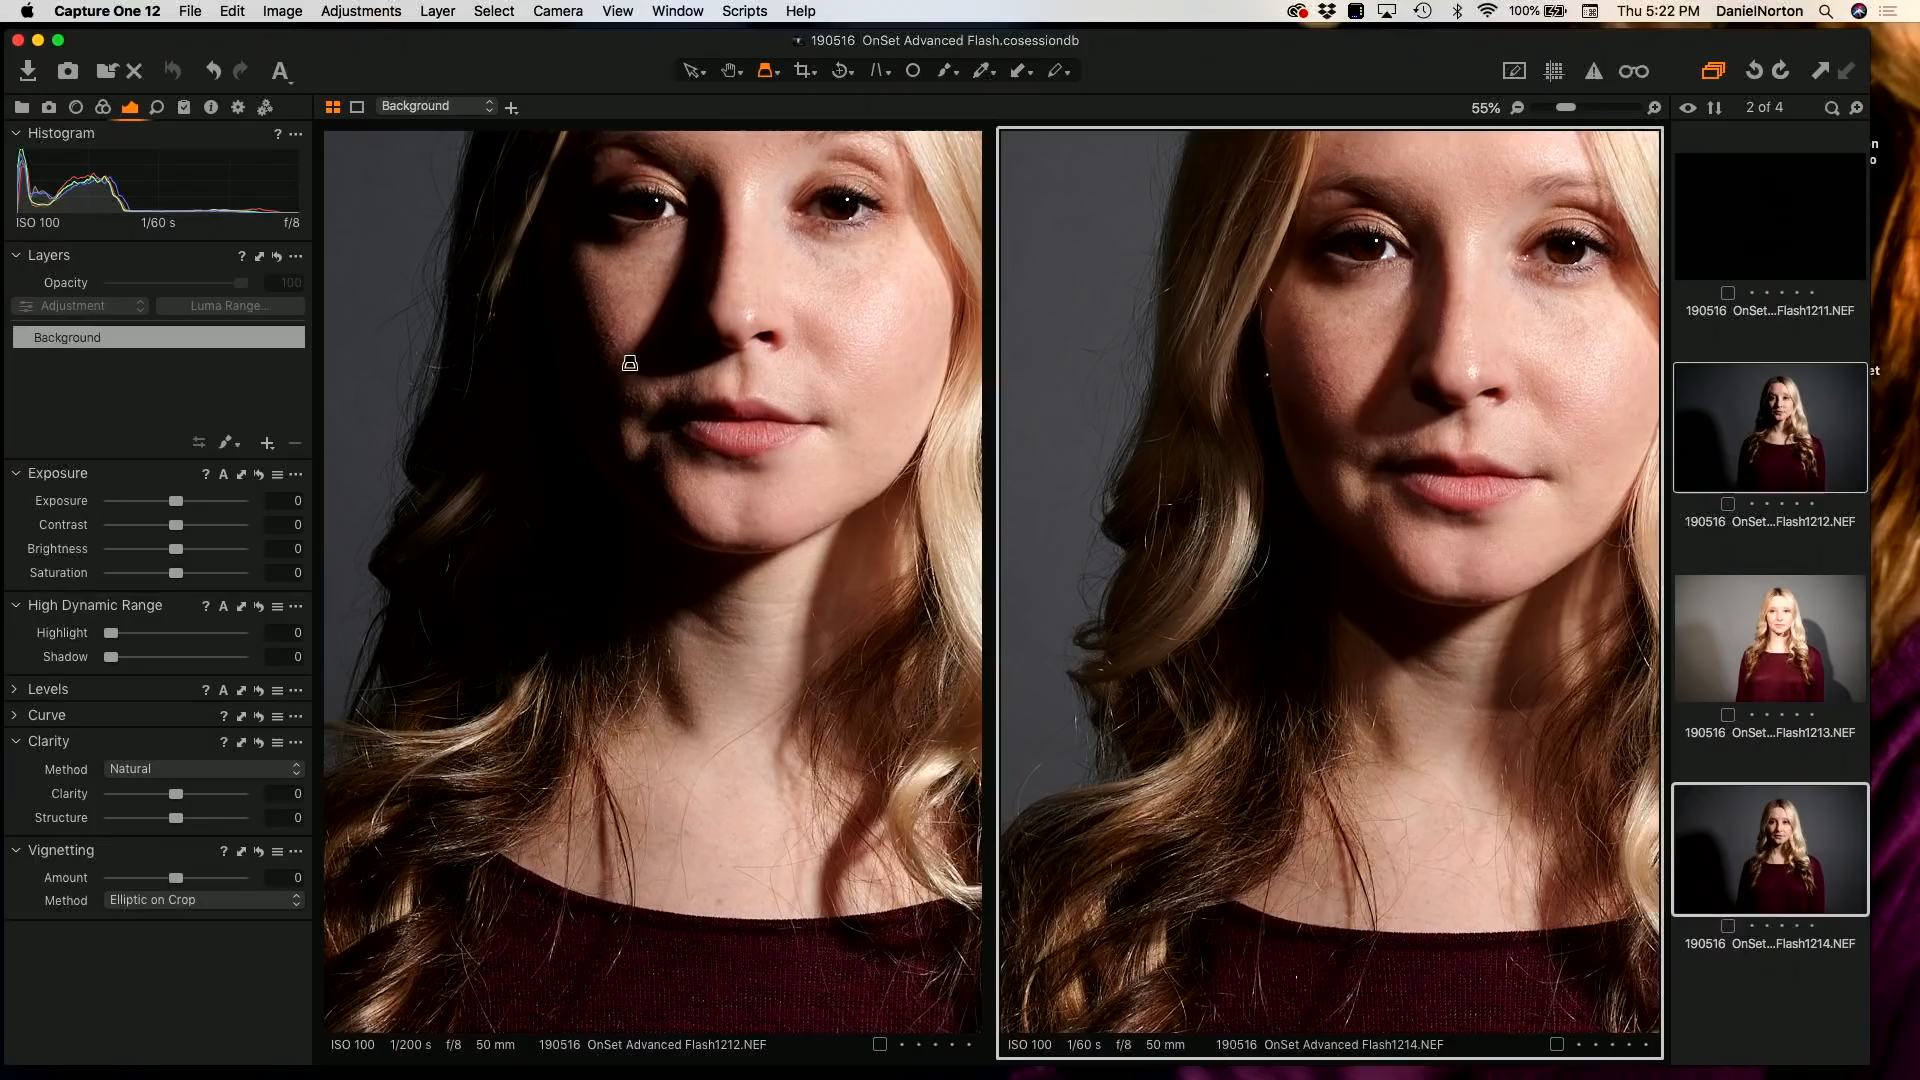 Capture One 12 File Edit Image Adjustments Layer Select Camera View Window Scripts Help 100% Thu 5:22 PM DanielNorton
190516 OnSet Advanced Flash.cosessiondb
Background 55% 2 of 4
Histogram ?
ISO 100 1/60 s f/8
Layers ?
Opacity 100
Adjustment Luma Range...
Background
Exposure ? A
Exposure 0
Contrast 0
Brightness 0
Saturation 0
High Dynamic Range ? A
Highlight 0
Shadow 0
Levels ? A
Curve ?
Clarity ?
Method Natural
Clarity 0
Structure 0
Vignetting ?
Amount 0
Method Elliptic on Crop
ISO 100 1/200 s f/8 50 mm 190516 OnSet Advanced Flash1212.NEF
ISO 100 1/60 s f/8 50 mm 190516 OnSet Advanced Flash1214.NEF
190516 OnSet...Flash1211.NEF
190516 OnSet...Flash1212.NEF
190516 OnSet...Flash1213.NEF
190516 OnSet...Flash1214.NEF